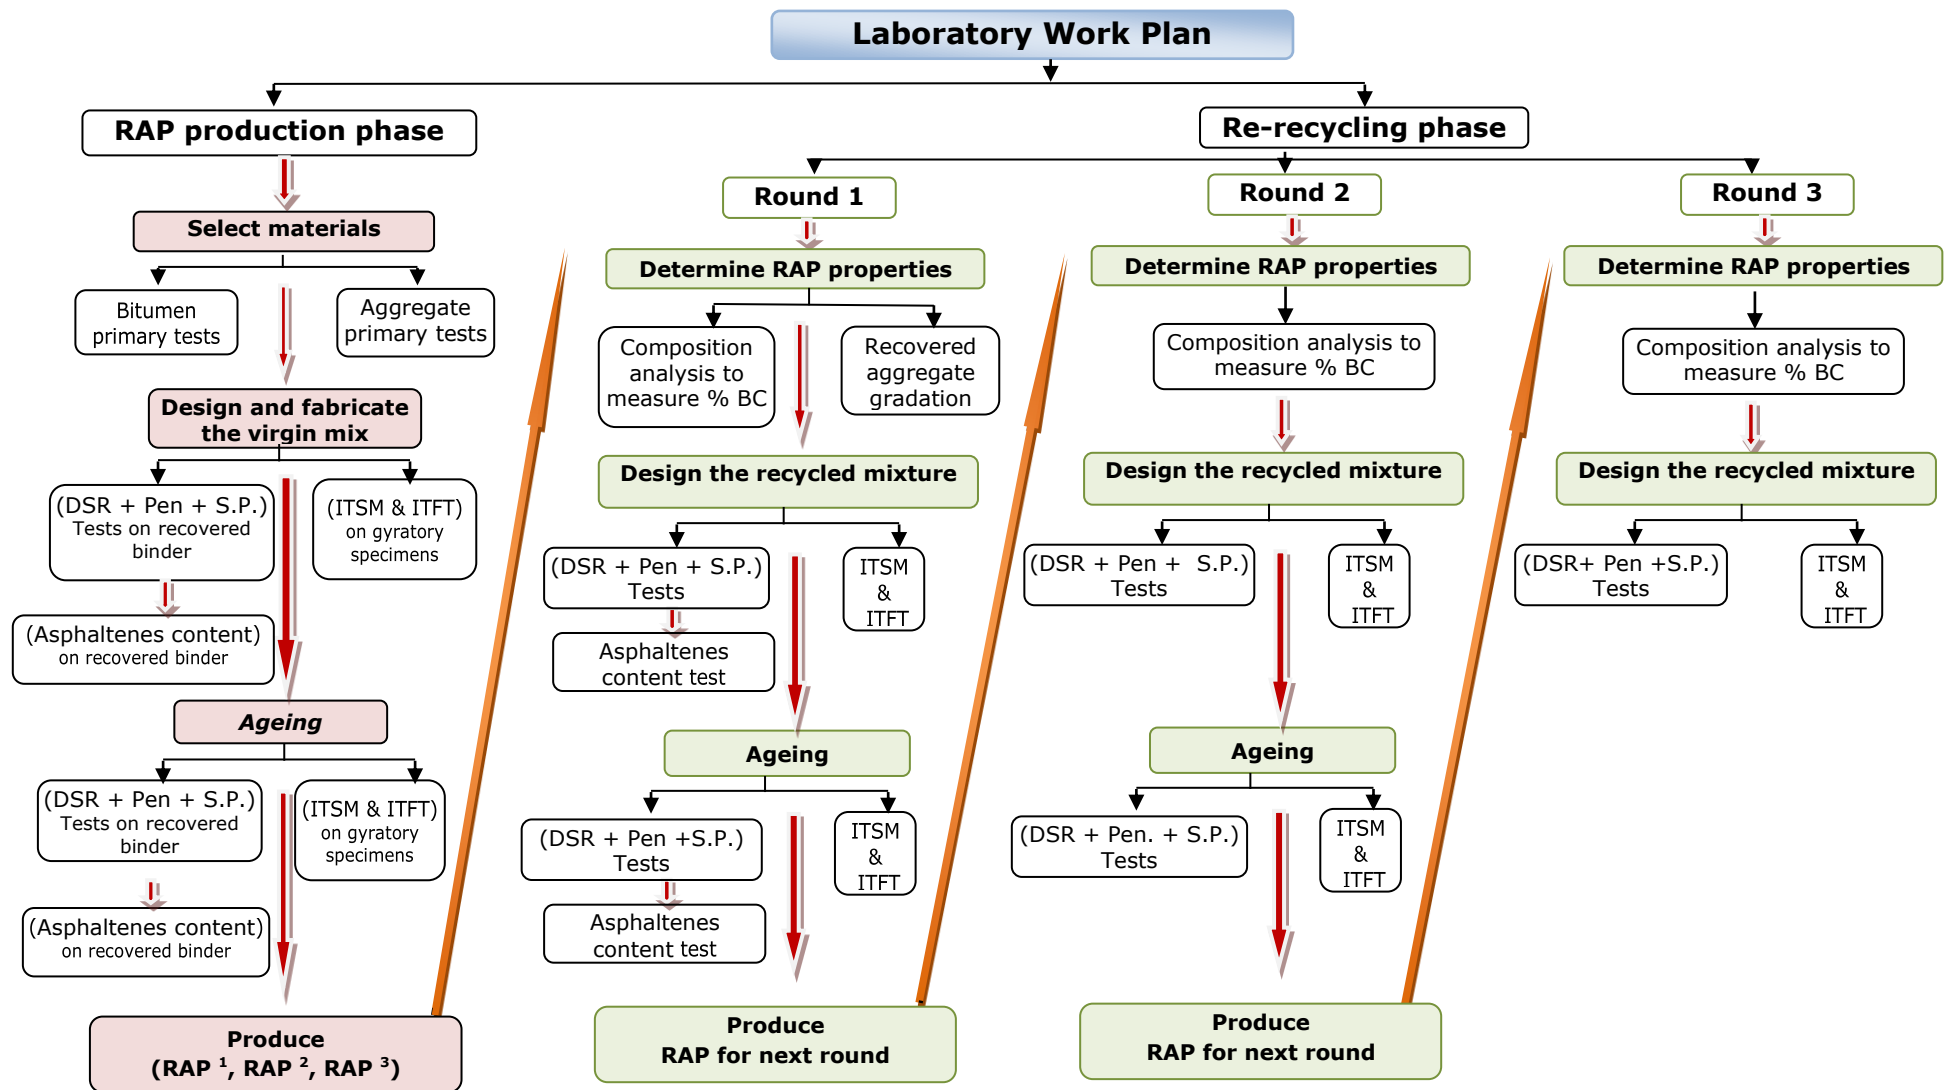 Laboratory Work Plan
RAP production phase
Select materials
Bitumen
primary tests
Aggregate
primary tests
Design and fabricate
the virgin mix
(DSR + Pen + S.P.)
Tests on recovered
binder
(ITSM & ITFT)
on gyratory
specimens
(Asphaltenes content)
on recovered binder
Ageing
(DSR + Pen + S.P.)
Tests on recovered
binder
(ITSM & ITFT)
on gyratory
specimens
(Asphaltenes content)
on recovered binder
Produce
(RAP 1, RAP 2, RAP 3)
Re-recycling phase
Round 1
Determine RAP properties
Composition
analysis to
measure % BC
Recovered
aggregate
gradation
Design the recycled mixture
(DSR + Pen + S.P.)
Tests
ITSM
&
ITFT
Asphaltenes
content test
Ageing
(DSR + Pen +S.P.)
Tests
ITSM
&
ITFT
Asphaltenes
content test
Produce
RAP for next round
Round 2
Determine RAP properties
Composition analysis to
measure % BC
Design the recycled mixture
(DSR + Pen + S.P.)
Tests
ITSM
&
ITFT
Ageing
(DSR + Pen. + S.P.)
Tests
ITSM
&
ITFT
Produce
RAP for next round
Round 3
Determine RAP properties
Composition analysis to
measure % BC
Design the recycled mixture
(DSR+ Pen +S.P.)
Tests
ITSM
&
ITFT